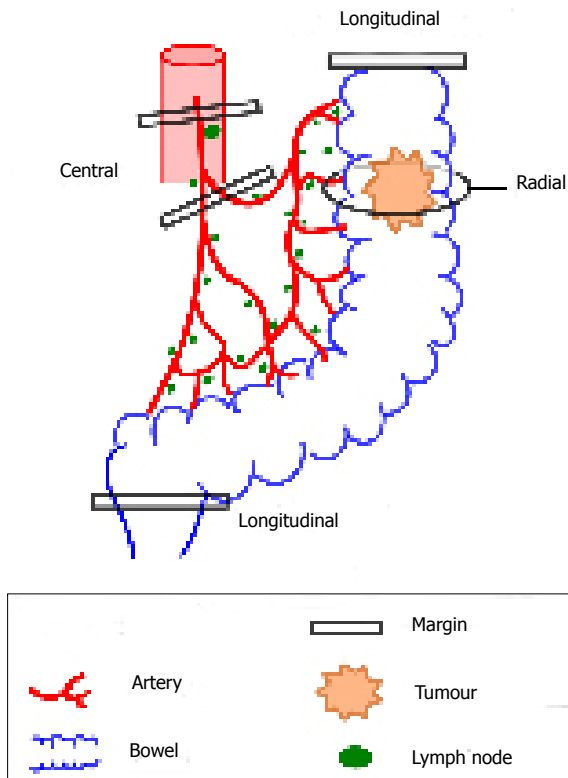 Longitudinal
Central
Radial
Longitudinal
Margin
Artery
Tumour
Bowel
Lymph node